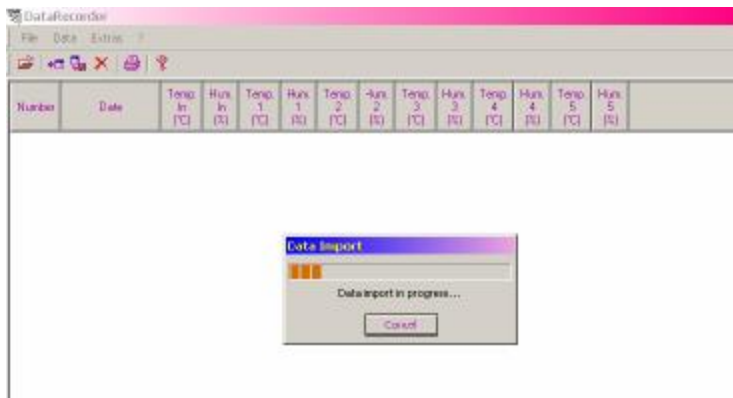 DataRecorder
File Data Extras ?
Number Date Temp. In (°C) Hum. In (%) Temp. 1 (°C) Hum. 1 (%) Temp. 2 (°C) Hum. 2 (%) Temp. 3 (°C) Hum. 3 (%) Temp. 4 (°C) Hum. 4 (%) Temp. 5 (°C) Hum. 5 (%)
Data Import
Data import in progress...
Cancel